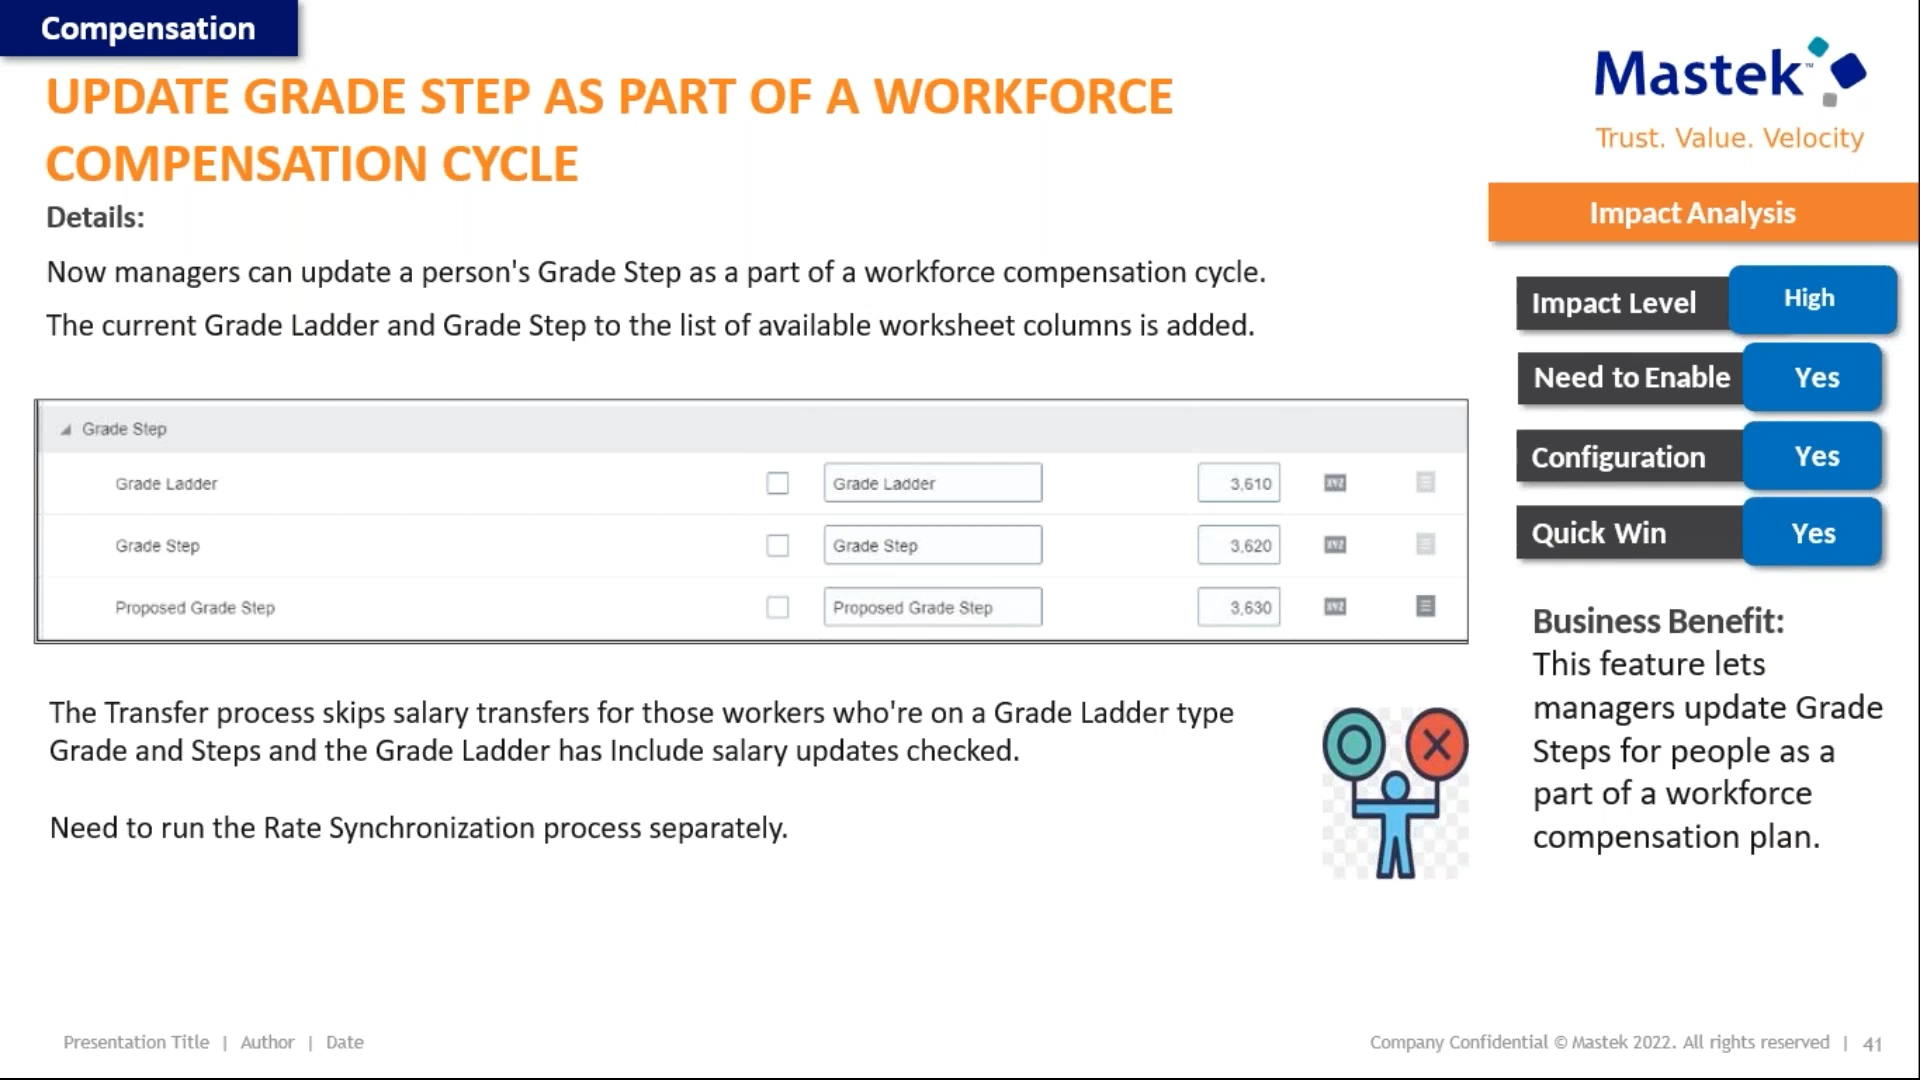 Compensation
UPDATE GRADE STEP AS PART OF A WORKFORCE
COMPENSATION CYCLE
Details:
Now managers can update a person's Grade Step as a part of a workforce compensation cycle.
The current Grade Ladder and Grade Step to the list of available worksheet columns is added.
Grade Step
Grade Ladder Grade Ladder 3,610 XYZ
Grade Step Grade Step 3,620 XYZ
Proposed Grade Step Proposed Grade Step 3,630 XYZ
The Transfer process skips salary transfers for those workers who're on a Grade Ladder type
Grade and Steps and the Grade Ladder has Include salary updates checked.
Need to run the Rate Synchronization process separately.
Mastek™
Trust. Value. Velocity
Impact Analysis
Impact Level High
Need to Enable Yes
Configuration Yes
Quick Win Yes
Business Benefit:
This feature lets
managers update Grade
Steps for people as a
part of a workforce
compensation plan.
Presentation Title | Author | Date
Company Confidential © Mastek 2022. All rights reserved | 41